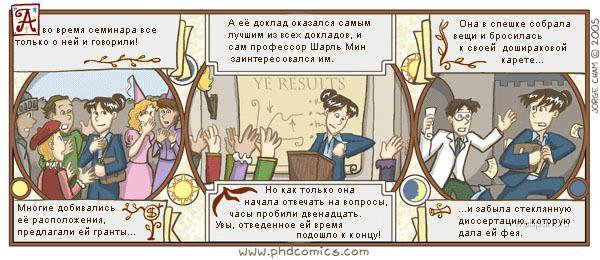 А во время семинара все
только о ней и говорили!
Многие добивались
её расположения,
предлагали ей гранты...
А её доклад оказался самым
лучшим из всех докладов, и
сам профессор Шарль Мин
заинтересовался им.
YE RESULTS
Но как только она
начала отвечать на вопросы,
часы пробили двенадцать.
Увы, отведенное ей время
подошло к концу!
Она в спешке собрала
вещи и бросилась
к своей дошираковой
карете...
...и забыла стеклянную
диссертацию, которую
дала ей фея.
JORGE CHAM © 2005
www.phdcomics.com